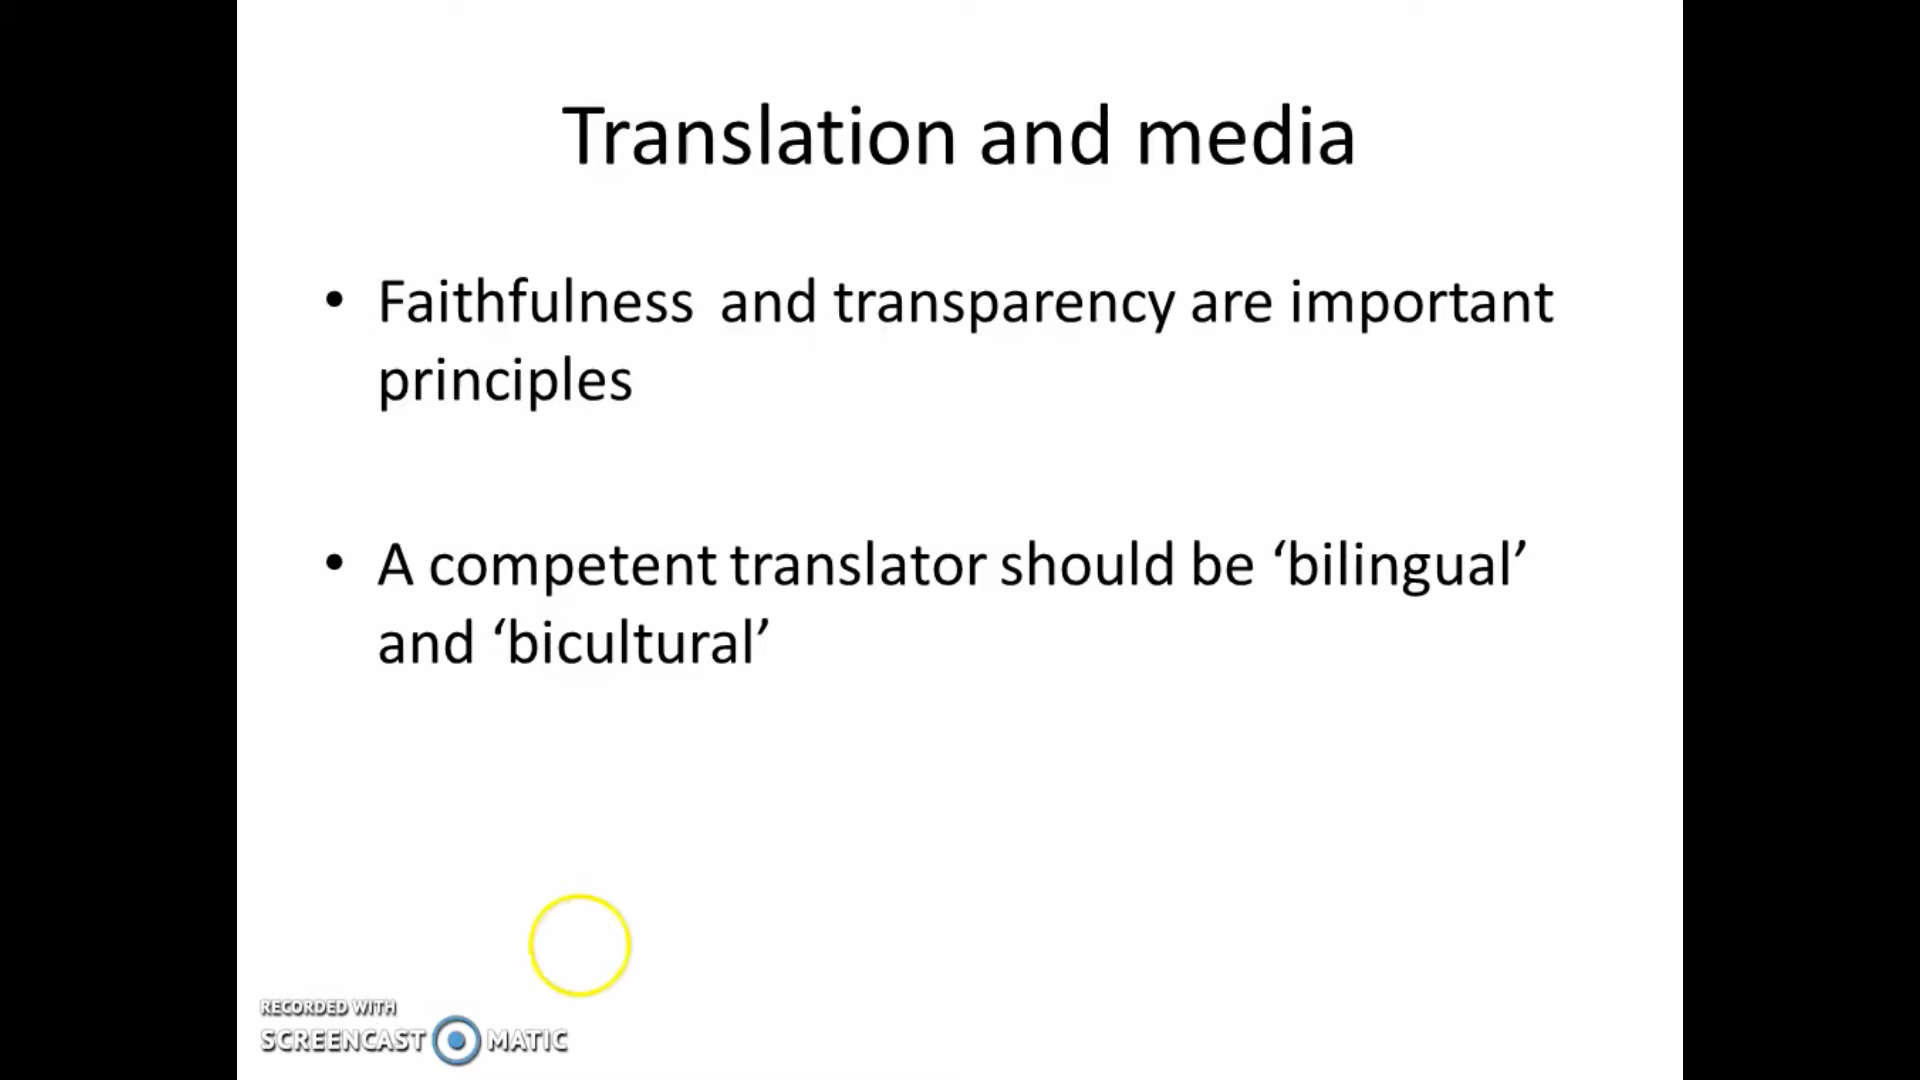 Translation and media
• Faithfulness and transparency are important
principles
• A competent translator should be ‘bilingual’
and ‘bicultural’
RECORDED WITH
SCREENCAST MATIC